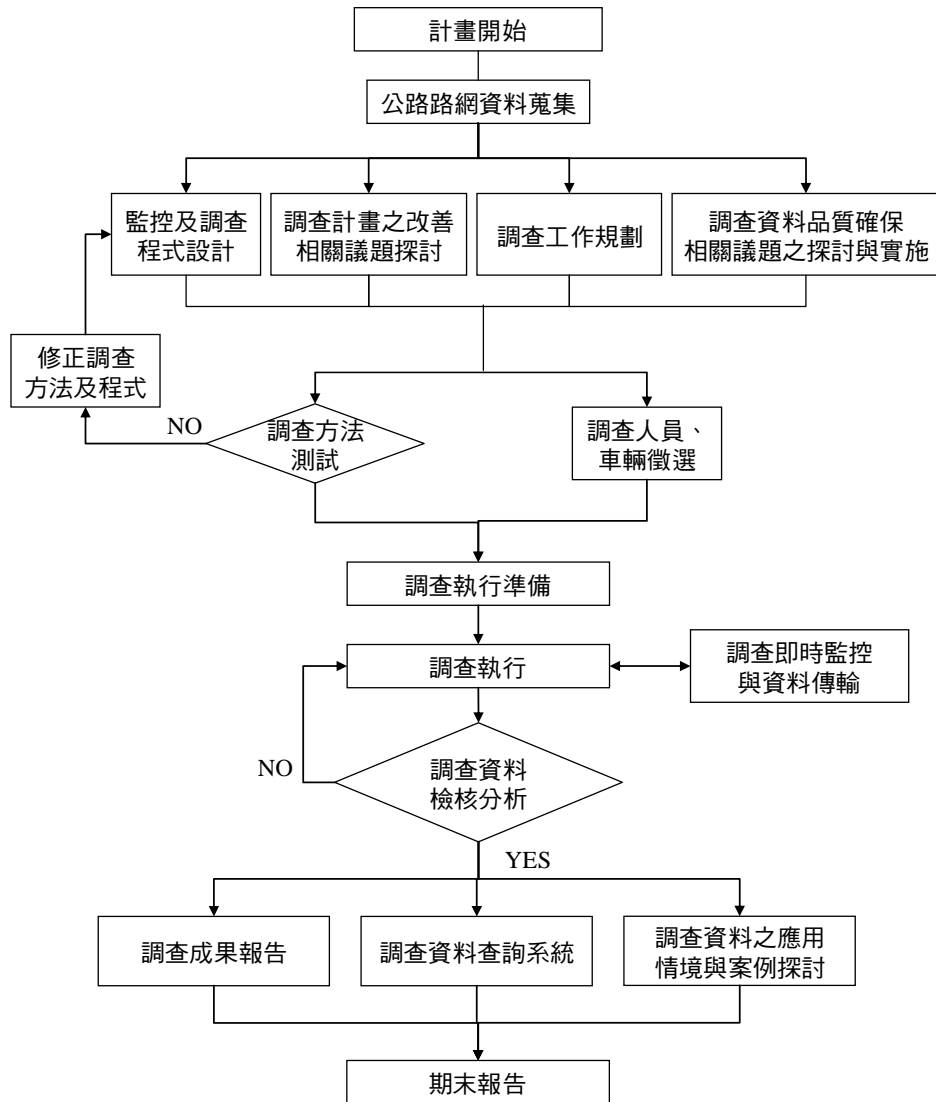 計畫開始
公路路網資料蒐集
監控及調查
程式設計
調查計畫之改善
相關議題探討
調查工作規劃
調查資料品質確保
相關議題之探討與實施
修正調查
方法及程式
NO
調查方法
測試
調查人員、
車輛徵選
調查執行準備
調查執行
調查即時監控
與資料傳輸
NO
調查資料
檢核分析
YES
調查成果報告
調查資料查詢系統
調查資料之應用
情境與案例探討
期末報告